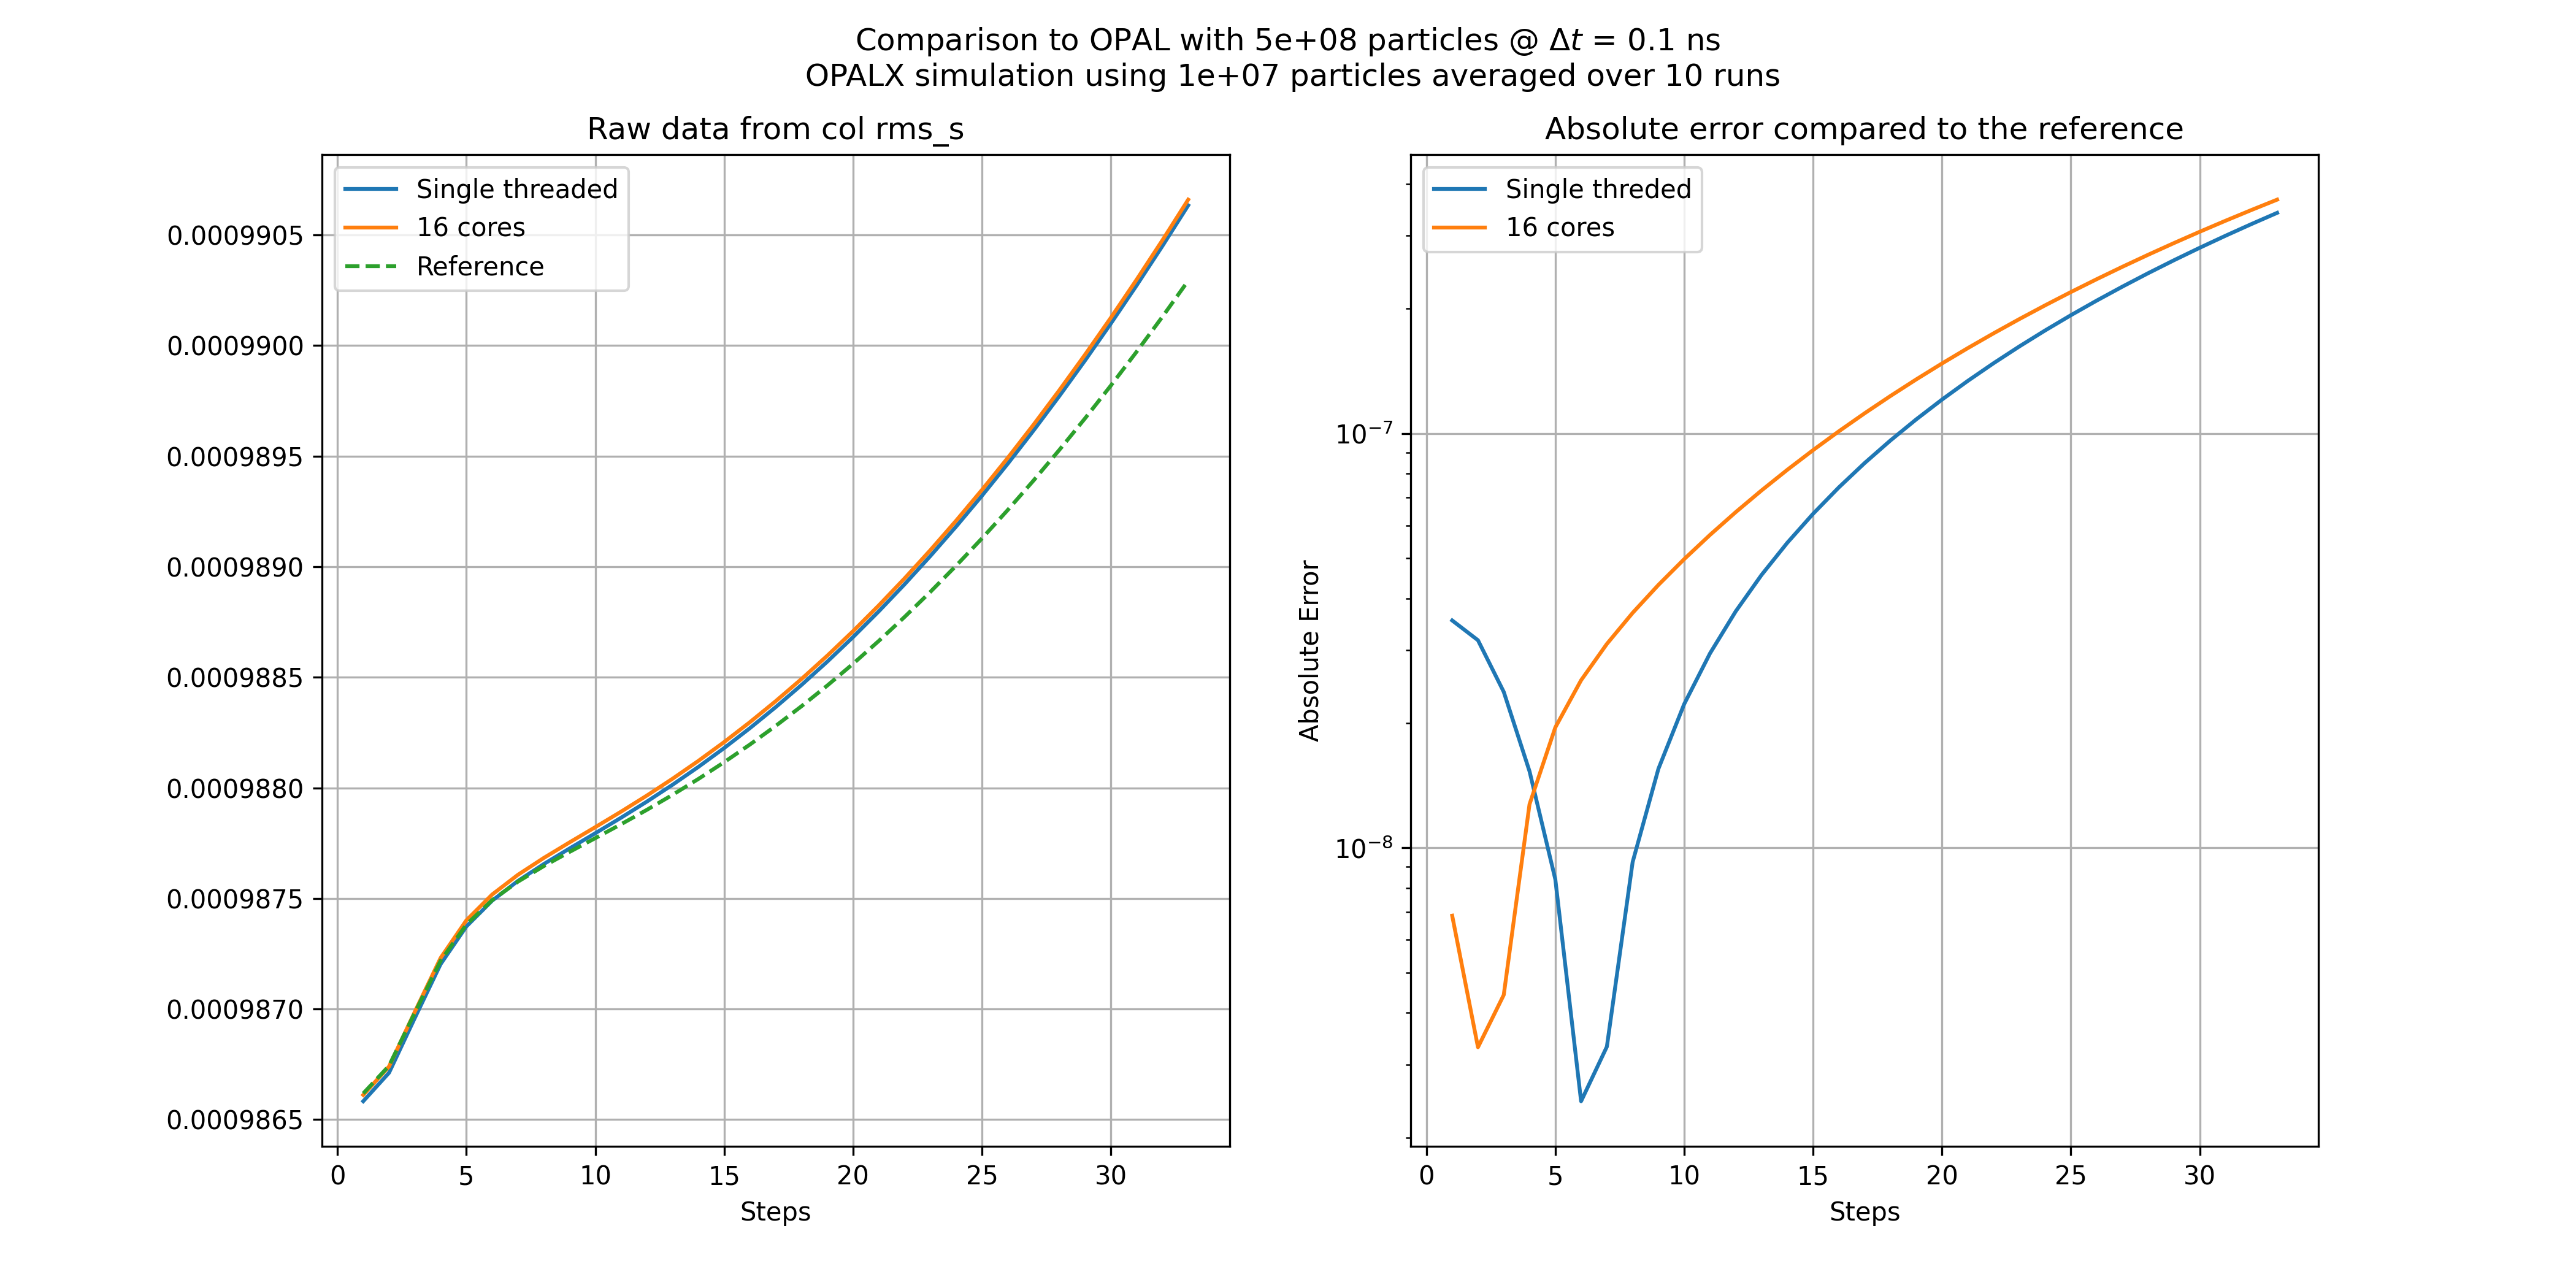 Comparison to OPAL with 5e+08 particles @ Δt = 0.1 ns
OPALX simulation using 1e+07 particles averaged over 10 runs
Raw data from col rms_s
Single threaded
16 cores
Reference
0.0009905
0.0009900
0.0009895
0.0009890
0.0009885
0.0009880
0.0009875
0.0009870
0.0009865
0 5 10 15 20 25 30
Steps
Absolute error compared to the reference
Single threded
16 cores
Absolute Error
10⁻⁷
10⁻⁸
0 5 10 15 20 25 30
Steps